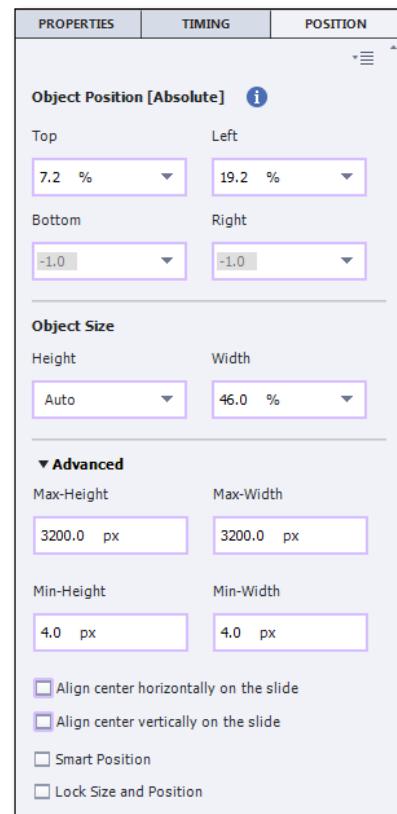 PROPERTIES TIMING POSITION
Object Position [Absolute] i
Top Left
7.2 % 19.2 %
Bottom Right
-1.0 -1.0
Object Size
Height Width
Auto 46.0 %
Advanced
Max-Height Max-Width
3200.0 px 3200.0 px
Min-Height Min-Width
4.0 px 4.0 px
Align center horizontally on the slide
Align center vertically on the slide
Smart Position
Lock Size and Position